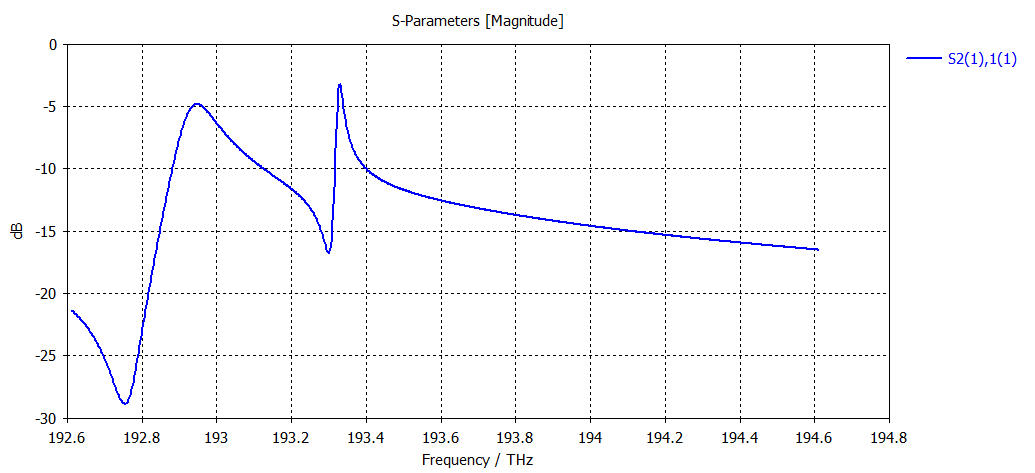 S-Parameters [Magnitude]
S2(1),1(1)
0
-5
-10
-15
-20
-25
-30
dB
192.6 192.8 193 193.2 193.4 193.6 193.8 194 194.2 194.4 194.6 194.8
Frequency / THz